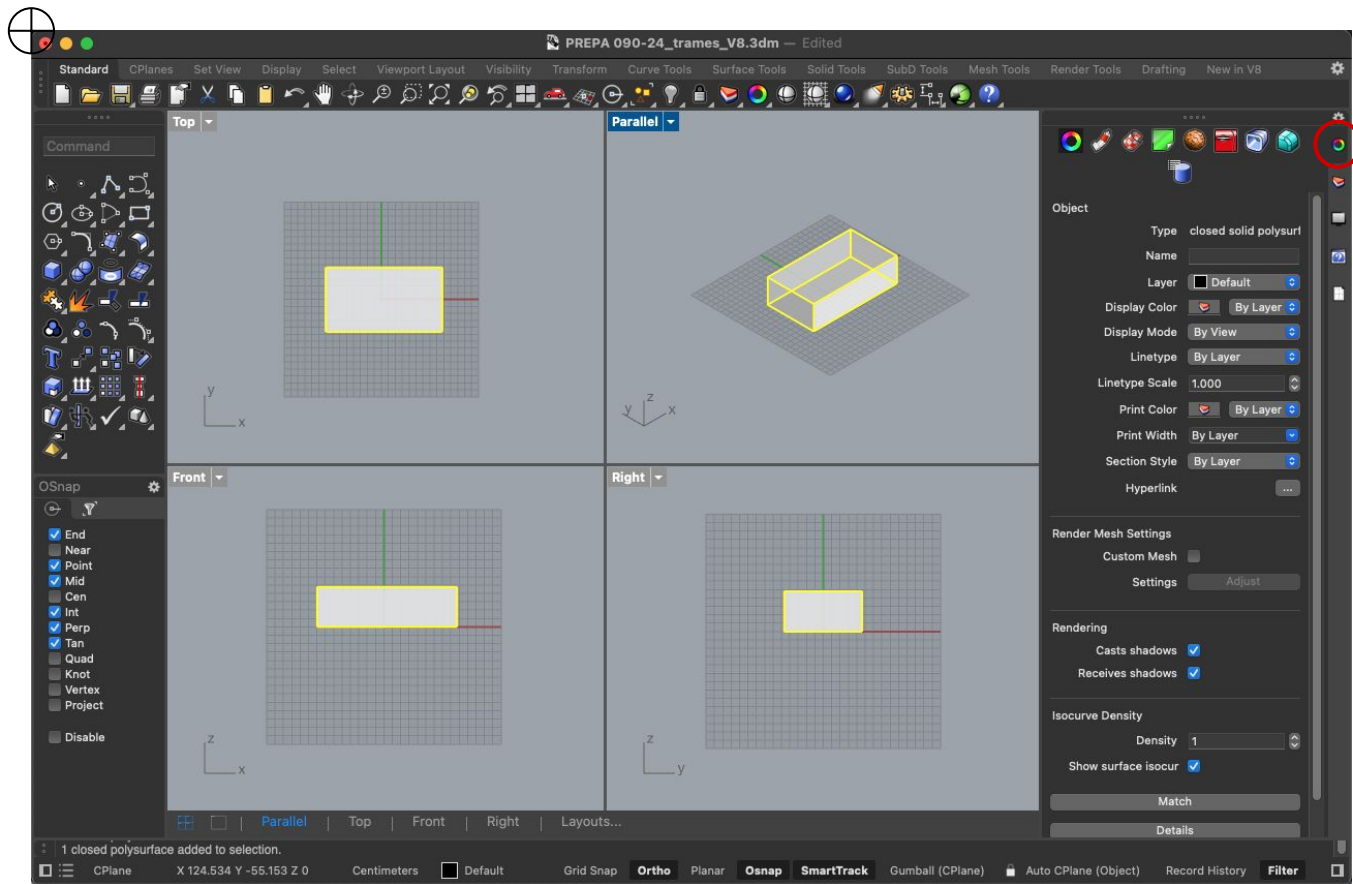 PREPA 090-24_trames_V8.3dm — Edited
Standard CPlanes Set View Display Select Viewport Layout Visibility Transform Curve Tools Surface Tools Solid Tools SubD Tools Mesh Tools Render Tools Drafting New in V8
Command
OSnap
End
Near
Point
Mid
Cen
Int
Perp
Tan
Quad
Knot
Vertex
Project
Disable
Top
y
x
Parallel
z
y x
Front
z
x
Right
z
y
Parallel | Top | Front | Right | Layouts...
Object
Type closed solid polysurf
Name
Layer Default
Display Color By Layer
Display Mode By View
Linetype By Layer
Linetype Scale 1.000
Print Color By Layer
Print Width By Layer
Section Style By Layer
Hyperlink ...
Render Mesh Settings
Custom Mesh
Settings Adjust
Rendering
Casts shadows
Receives shadows
Isocurve Density
Density 1
Show surface isocur
Match
Details
1 closed polysurface added to selection.
CPlane X 124.534 Y -55.153 Z 0 Centimeters Default Grid Snap Ortho Planar Osnap SmartTrack Gumball (CPlane) Auto CPlane (Object) Record History Filter